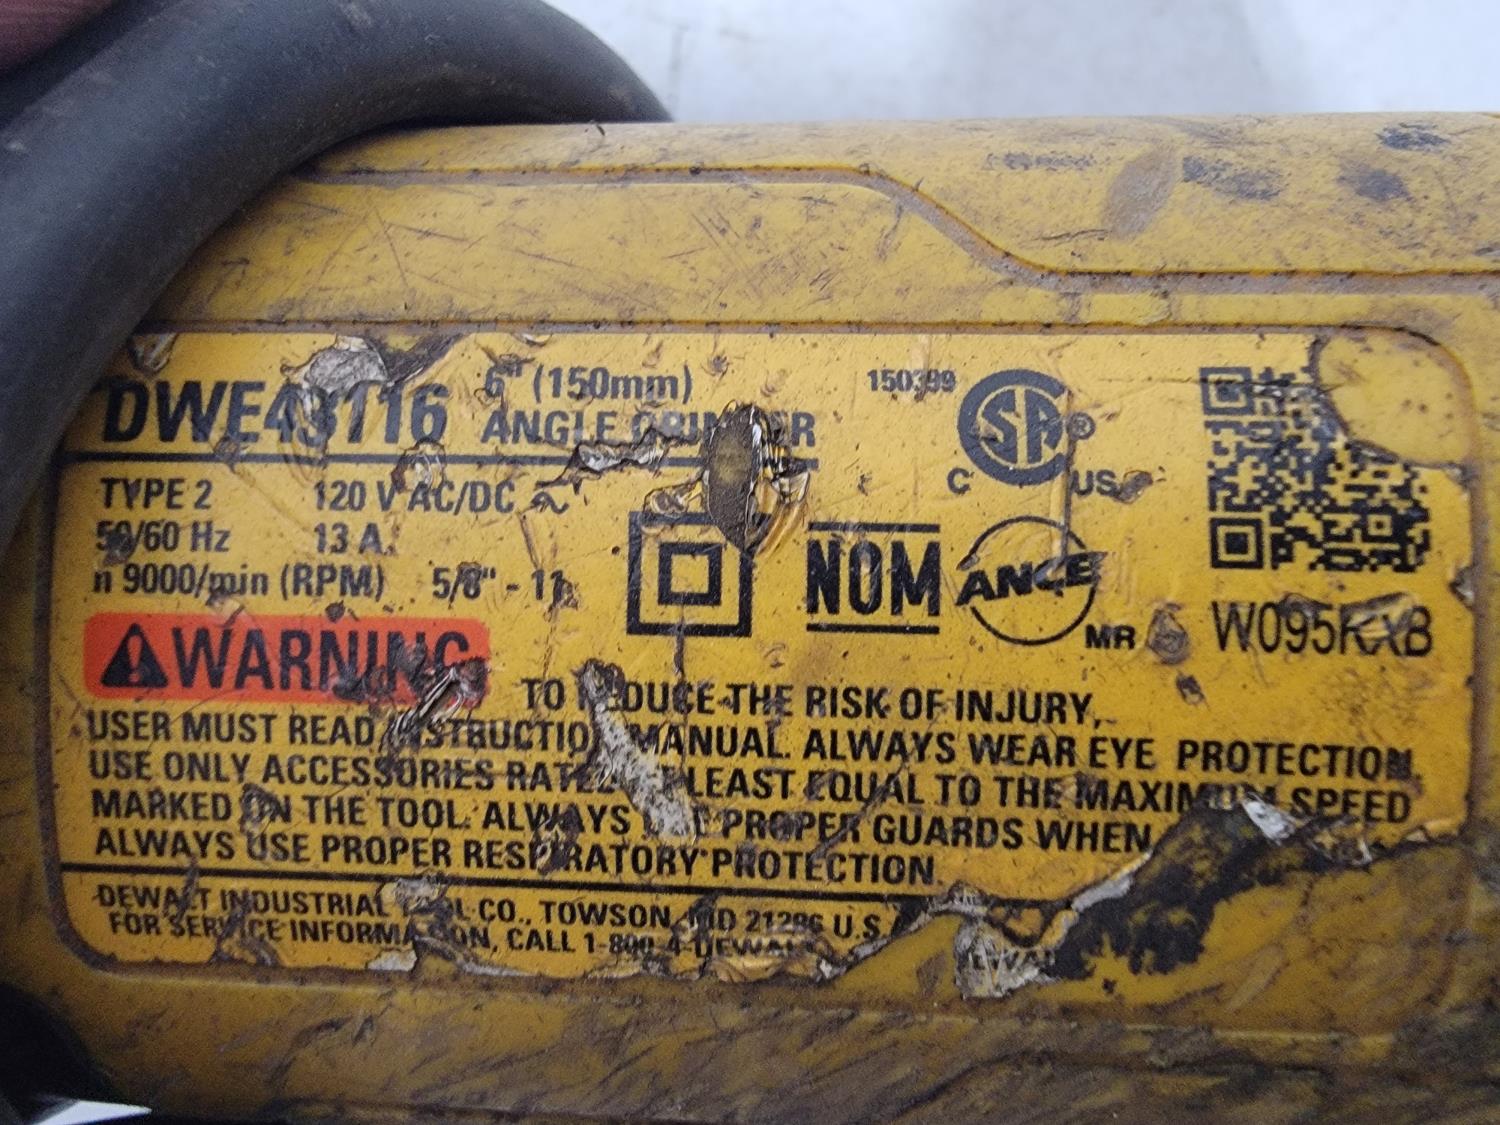 DWE43116
6" (150mm)
ANGLE GRINDER
150399
CSA ®
C US
TYPE 2 120 V AC/DC
50/60 Hz 13 A
n 9000/min (RPM) 5/8" - 11
NOM
ANCE
MR
W095RXB
WARNING
TO REDUCE THE RISK OF INJURY,
USER MUST READ INSTRUCTION MANUAL. ALWAYS WEAR EYE PROTECTION.
USE ONLY ACCESSORIES RATED LEAST EQUAL TO THE MAXIMUM SPEED
MARKED ON THE TOOL. ALWAYS USE PROPER GUARDS WHEN
ALWAYS USE PROPER RESPIRATORY PROTECTION.
DEWALT INDUSTRIAL TOOL CO., TOWSON, MD 21286 U.S.A
FOR SERVICE INFORMATION, CALL 1-800-4-DEWALT